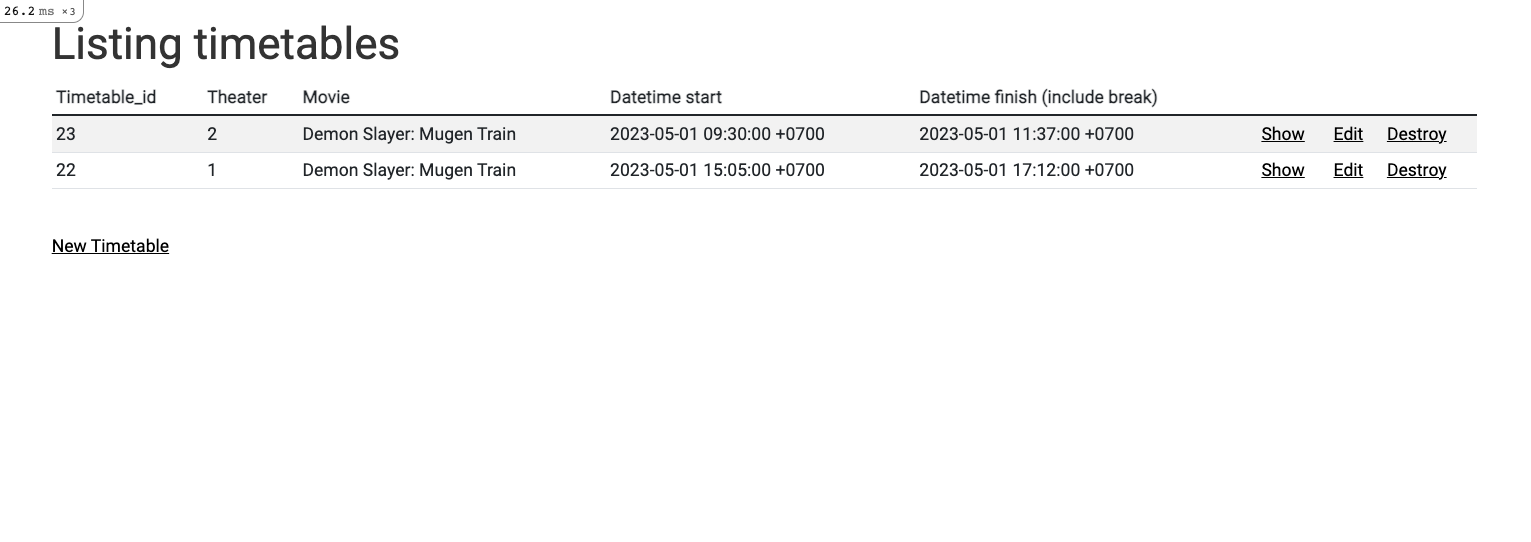 26.2 ms ×3
Listing timetables
Timetable_id Theater Movie Datetime start Datetime finish (include break)
23 2 Demon Slayer: Mugen Train 2023-05-01 09:30:00 +0700 2023-05-01 11:37:00 +0700 Show Edit Destroy
22 1 Demon Slayer: Mugen Train 2023-05-01 15:05:00 +0700 2023-05-01 17:12:00 +0700 Show Edit Destroy
New Timetable